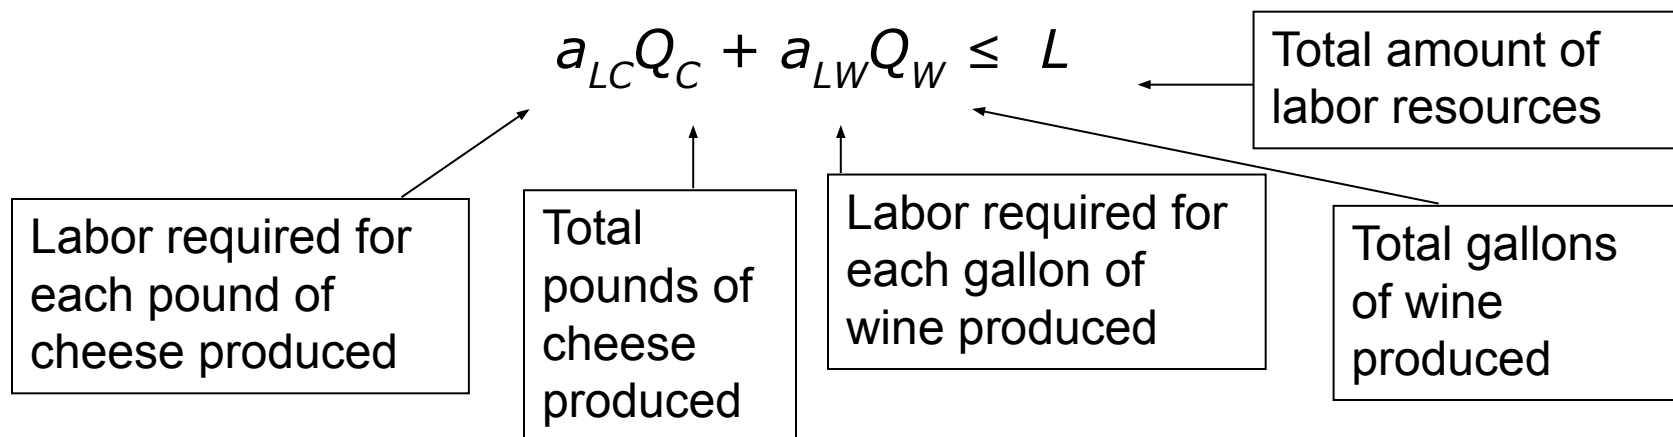 a_LC Q_C + a_LW Q_W ≤ L
Total amount of
labor resources
Labor required for
each pound of
cheese produced
Total
pounds of
cheese
produced
Labor required for
each gallon of
wine produced
Total gallons
of wine
produced